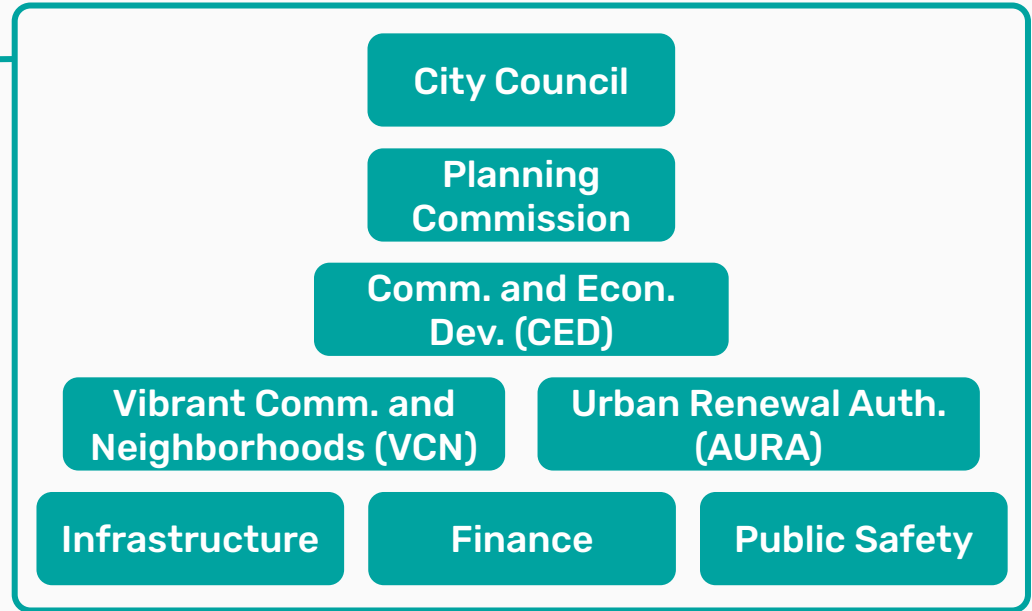 City Council
Planning
Commission
Comm. and Econ.
Dev. (CED)
Vibrant Comm. and
Neighborhoods (VCN)
Urban Renewal Auth.
(AURA)
Infrastructure
Finance
Public Safety